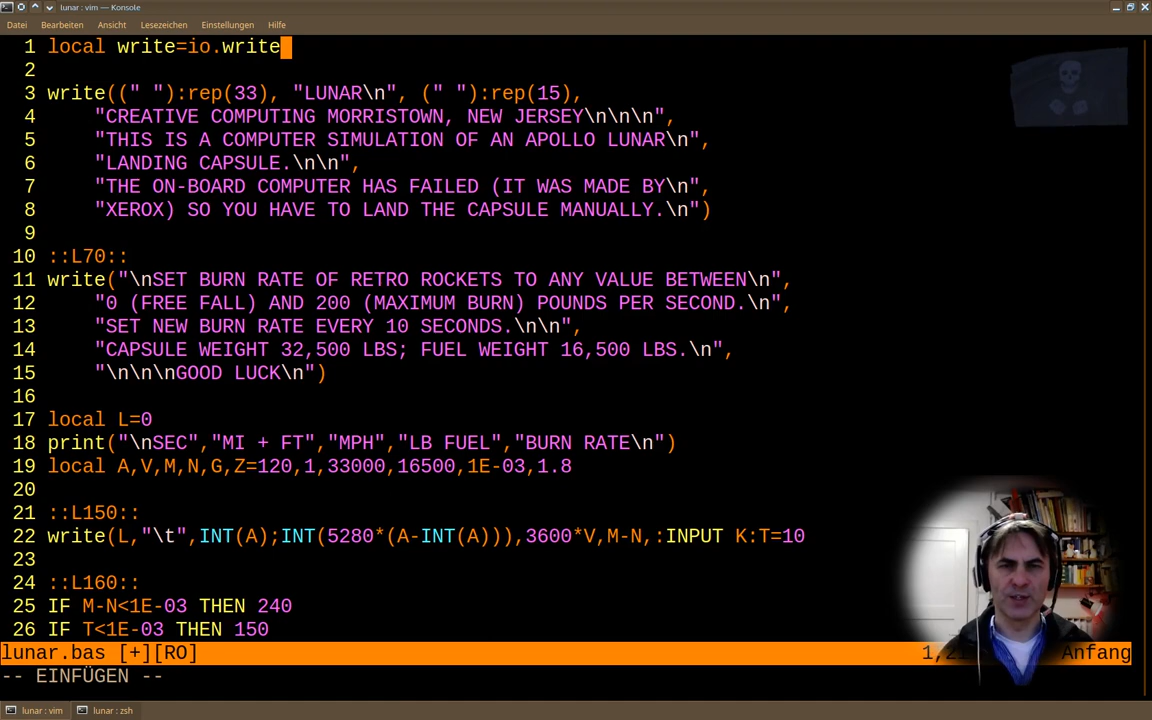 lunar : vim — Konsole
Datei Bearbeiten Ansicht Lesezeichen Einstellungen Hilfe
1 local write=io.write
2
3 write((" "):rep(33), "LUNAR\n", (" "):rep(15),
4     "CREATIVE COMPUTING MORRISTOWN, NEW JERSEY\n\n\n",
5     "THIS IS A COMPUTER SIMULATION OF AN APOLLO LUNAR\n",
6     "LANDING CAPSULE.\n\n",
7     "THE ON-BOARD COMPUTER HAS FAILED (IT WAS MADE BY\n",
8     "XEROX) SO YOU HAVE TO LAND THE CAPSULE MANUALLY.\n")
9
10 ::L70::
11 write("\nSET BURN RATE OF RETRO ROCKETS TO ANY VALUE BETWEEN\n",
12     "0 (FREE FALL) AND 200 (MAXIMUM BURN) POUNDS PER SECOND.\n",
13     "SET NEW BURN RATE EVERY 10 SECONDS.\n\n",
14     "CAPSULE WEIGHT 32,500 LBS; FUEL WEIGHT 16,500 LBS.\n",
15     "\n\n\nGOOD LUCK\n")
16
17 local L=0
18 print("\nSEC","MI + FT","MPH","LB FUEL","BURN RATE\n")
19 local A,V,M,N,G,Z=120,1,33000,16500,1E-03,1.8
20
21 ::L150::
22 write(L,"\t",INT(A);INT(5280*(A-INT(A))),3600*V,M-N,:INPUT K:T=10
23
24 ::L160::
25 IF M-N<1E-03 THEN 240
26 IF T<1E-03 THEN 150
lunar.bas [+][RO] Anfang
-- EINFÜGEN --
lunar : vim lunar : zsh